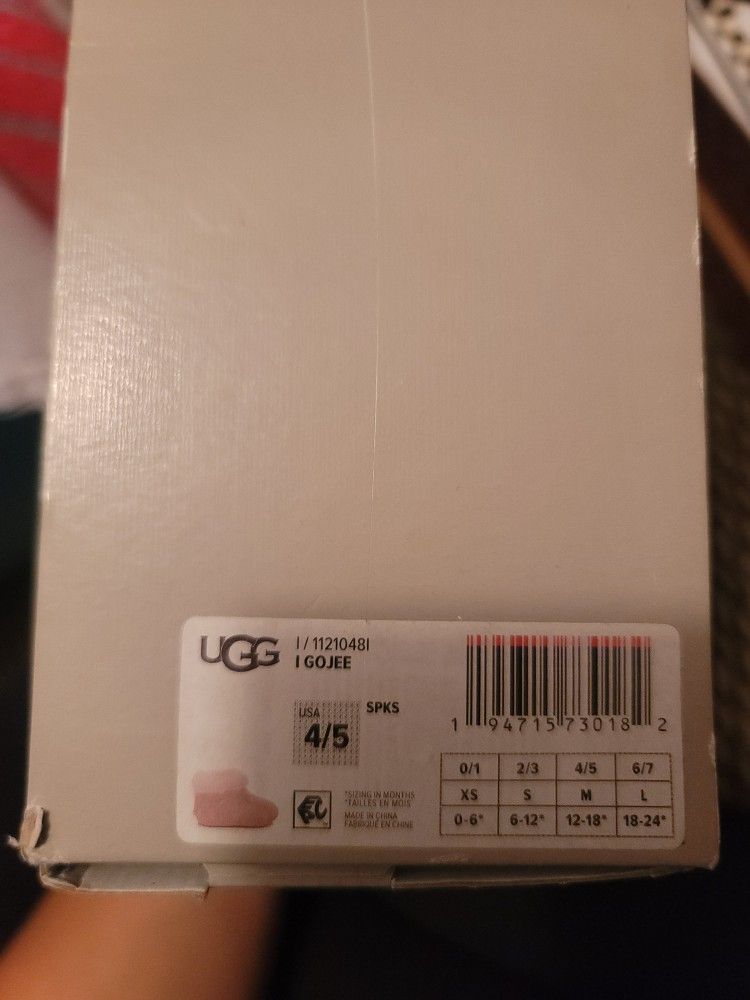 UGG
I / 1121048I
I GOJEE
USA
4/5
SPKS
*SIZING IN MONTHS
*TAILLES EN MOIS
MADE IN CHINA
FABRIQUÉ EN CHINE
1 94715 73018 2
0/1 2/3 4/5 6/7
XS S M L
0-6* 6-12* 12-18* 18-24*